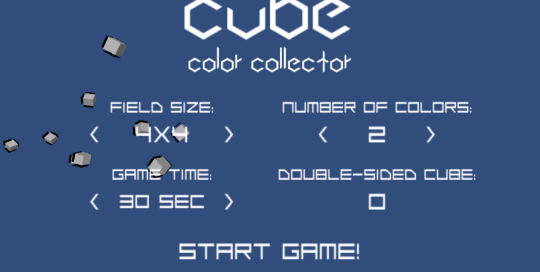 cube
color collector
FIELD SIZE: NUMBER OF COLORS:
< 4X4 > < 2 >
GAME TIME: DOUBLE-SIDED CUBE:
< 30 SEC > 0
START GAME!